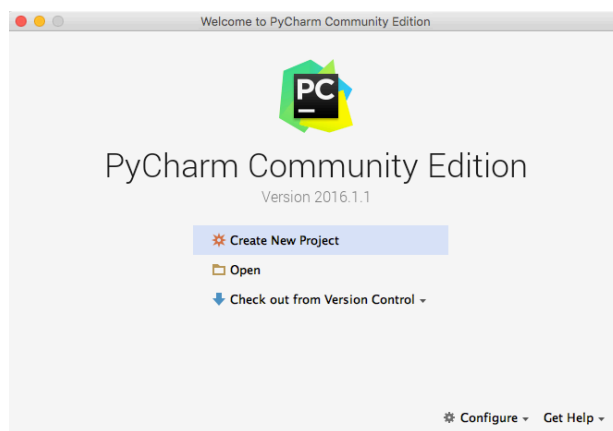 Welcome to PyCharm Community Edition
PC
PyCharm Community Edition
Version 2016.1.1
Create New Project
Open
Check out from Version Control
Configure Get Help